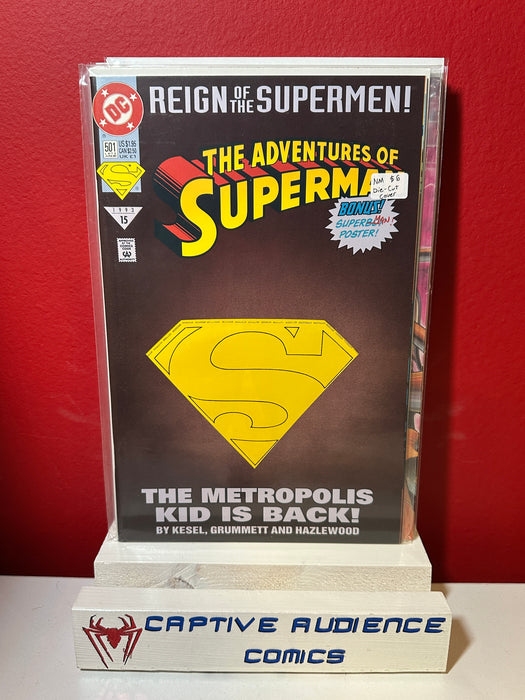 DC
REIGN OF THE SUPERMEN!
501
US $1.95
CAN $2.50
UK £1
1993
15
THE ADVENTURES OF
SUPERMAN
NM $6
Die-Cut
Cover
BONUS!
SUPERBMAN
POSTER!
THE METROPOLIS
KID IS BACK!
BY KESEL, GRUMMETT AND HAZLEWOOD
CAPTIVE AUDIENCE
COMICS